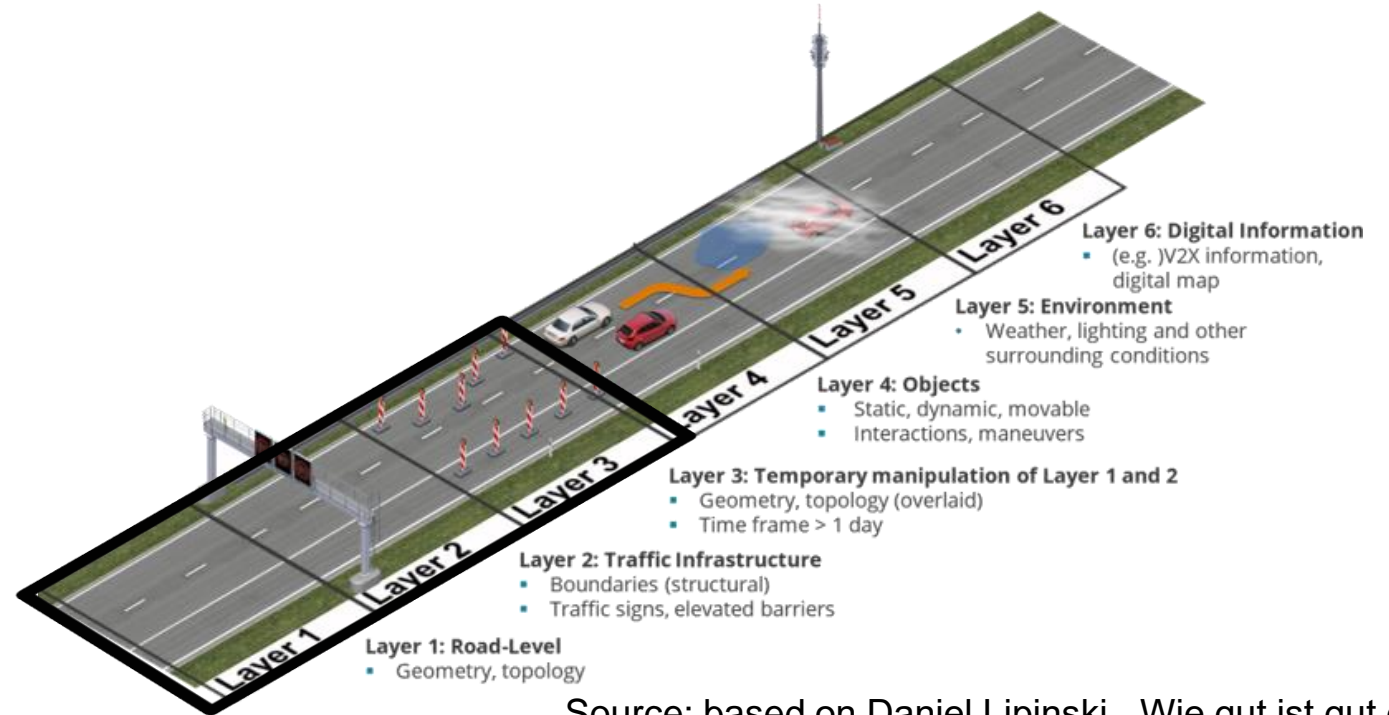 Layer 6
Layer 6: Digital Information
(e.g. )V2X information,
digital map
Layer 5
Layer 5: Environment
Weather, lighting and other
surrounding conditions
ayer 4
Layer 4: Objects
Static, dynamic, movable
Interactions, maneuvers
Layer 3
Layer 3: Temporary manipulation of Layer 1 and 2
Geometry, topology (overlaid)
Time frame > 1 day
Layer 2
Layer 2: Traffic Infrastructure
Boundaries (structural)
Traffic signs, elevated barriers
Layer 1
Layer 1: Road-Level
Geometry, topology
Source: based on Daniel Lipinski Wie gut ist gut